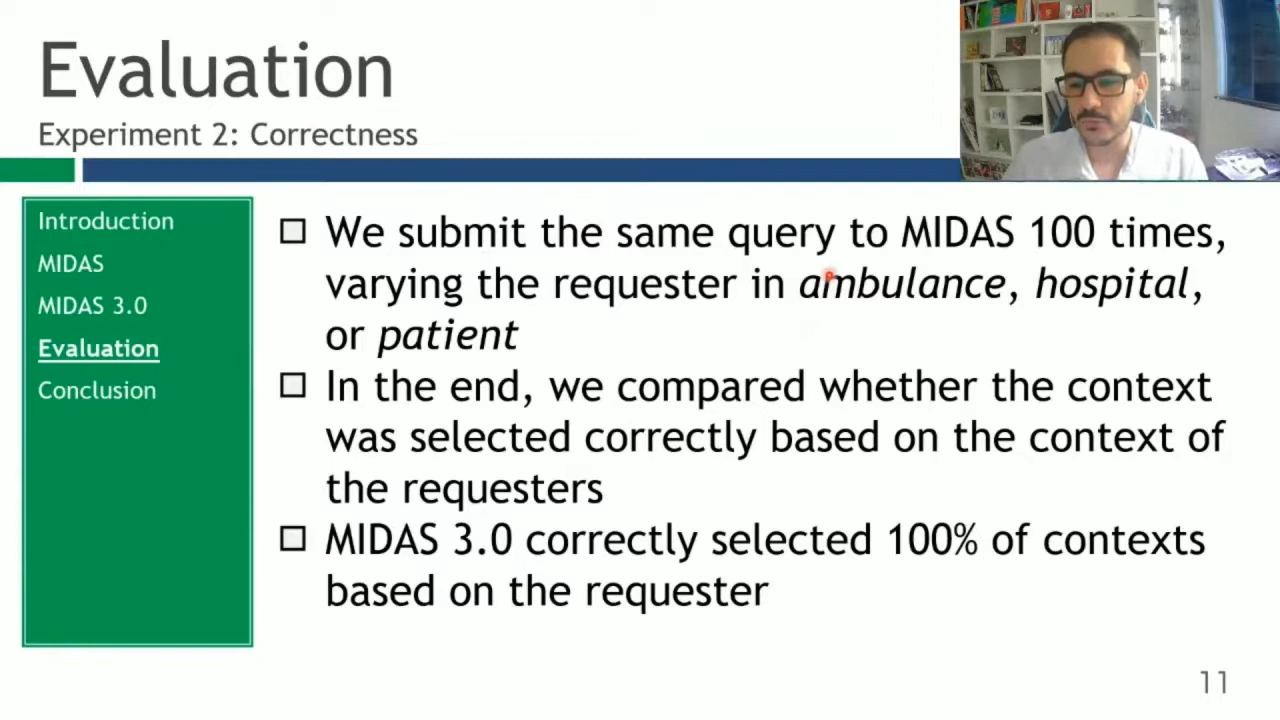 Evaluation
Experiment 2: Correctness
Introduction
MIDAS
MIDAS 3.0
Evaluation
Conclusion
We submit the same query to MIDAS 100 times,
varying the requester in ambulance, hospital,
or patient
In the end, we compared whether the context
was selected correctly based on the context of
the requesters
MIDAS 3.0 correctly selected 100% of contexts
based on the requester
11